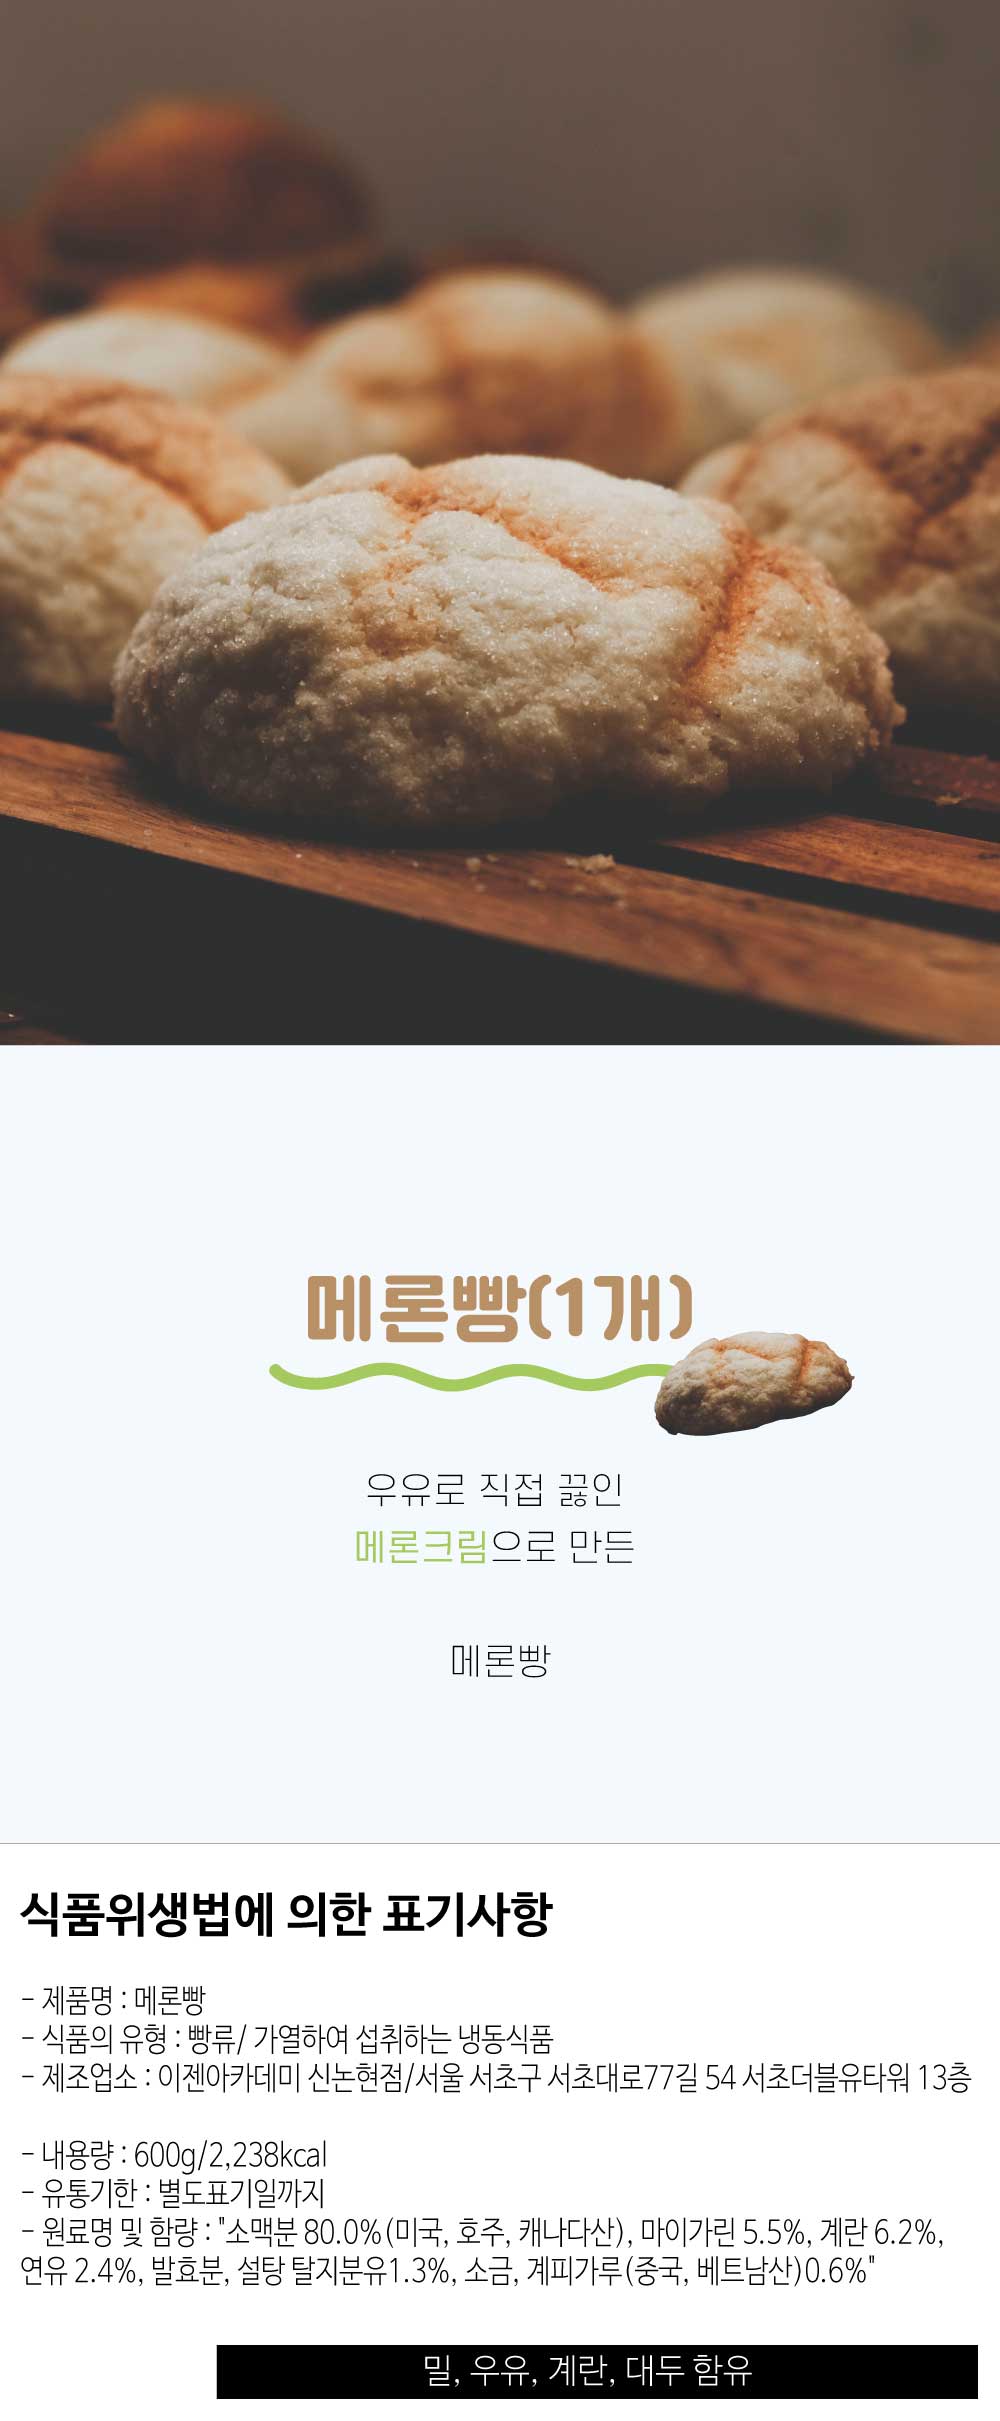 메론빵(1개)
우유로 직접 끓인
메론크림으로 만든
메론빵
식품위생법에 의한 표기사항
- 제품명 : 메론빵
- 식품의 유형 : 빵류/ 가열하여 섭취하는 냉동식품
- 제조업소 : 이젠아카데미 신논현점/서울 서초구 서초대로77길 54 서초더블유타워 13층
- 내용량 : 600g/2,238kcal
- 유통기한 : 별도표기일까지
- 원료명 및 함량 : "소맥분 80.0%(미국, 호주, 캐나다산), 마이가린 5.5%, 계란 6.2%,
연유 2.4%, 발효분, 설탕 탈지분유1.3%, 소금, 계피가루(중국, 베트남산)0.6%"
밀, 우유, 계란, 대두 함유